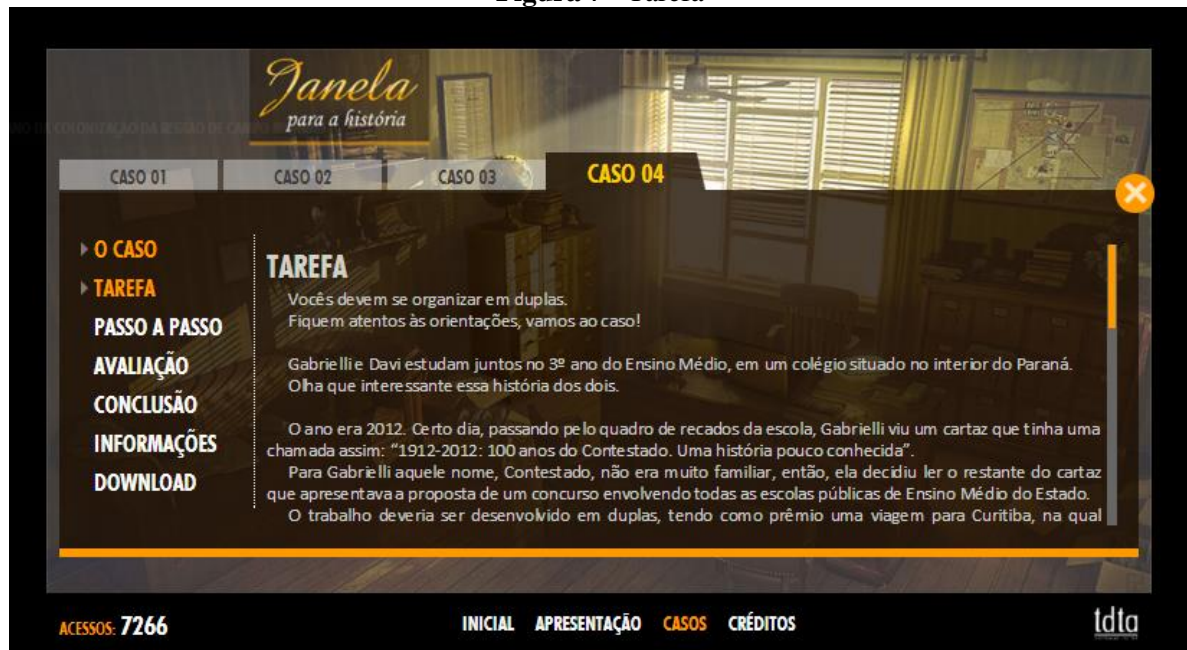 Janela
para a história
CASO 01
CASO 02
CASO 03
CASO 04
O CASO
TAREFA
PASSO A PASSO
AVALIAÇÃO
CONCLUSÃO
INFORMAÇÕES
DOWNLOAD
TAREFA
Vocês devem se organizar em duplas.
Fiquem atentos às orientações, vamos ao caso!
Gabrielli e Davi estudam juntos no 3º ano do Ensino Médio, em um colégio situado no interior do Paraná.
Olha que interessante essa história dos dois.
O ano era 2012. Certo dia, passando pelo quadro de recados da escola, Gabrielli viu um cartaz que tinha uma
chamada assim: “1912-2012: 100 anos do Contestado. Uma história pouco conhecida”.
Para Gabrielli aquele nome, Contestado, não era muito familiar, então, ela decidiu ler o restante do cartaz
que apresentava a proposta de um concurso envolvendo todas as escolas públicas de Ensino Médio do Estado.
O trabalho deveria ser desenvolvido em duplas, tendo como prêmio uma viagem para Curitiba, na qual
ACESSOS: 7266
INICIAL APRESENTAÇÃO CASOS CRÉDITOS
tdta